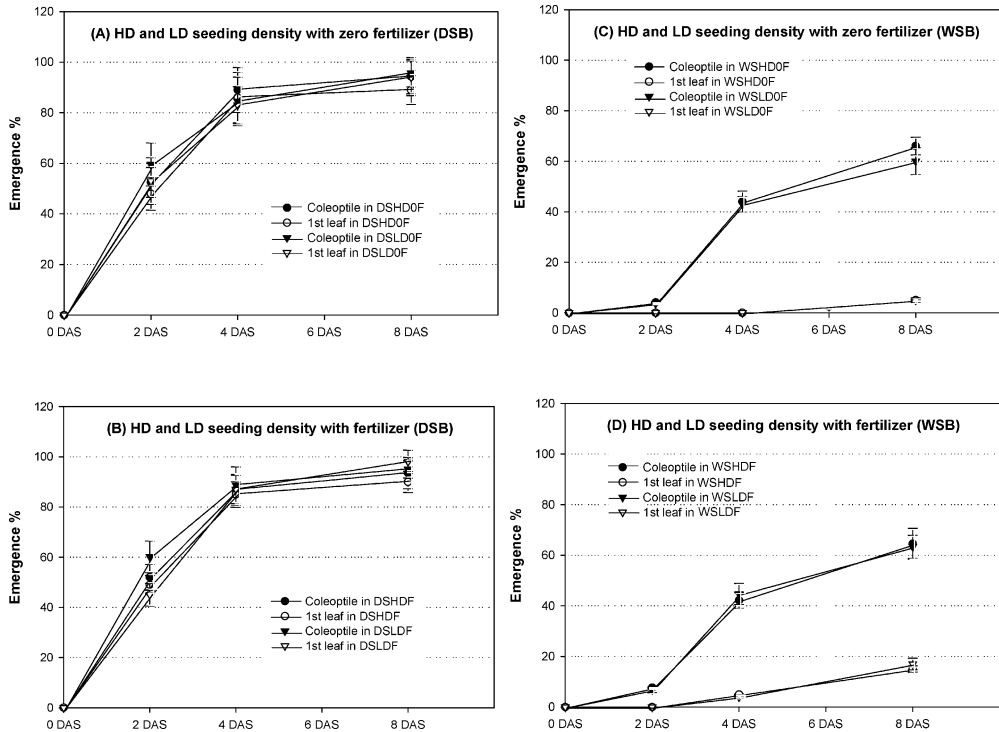 (A) HD and LD seeding density with zero fertilizer (DSB)
Emergence %
120
100
80
60
40
20
0
Coleoptile in DSHD0F
1st leaf in DSHD0F
Coleoptile in DSLD0F
1st leaf in DSLD0F
0 DAS 2 DAS 4 DAS 6 DAS 8 DAS
(C) HD and LD seeding density with zero fertilizer (WSB)
Emergence %
120
100
80
60
40
20
0
Coleoptile in WSHD0F
1st leaf in WSHD0F
Coleoptile in WSLD0F
1st leaf in WSLD0F
0 DAS 2 DAS 4 DAS 6 DAS 8 DAS
(B) HD and LD seeding density with fertilizer (DSB)
Emergence %
120
100
80
60
40
20
0
Coleoptile in DSHDF
1st leaf in DSHDF
Coleoptile in DSLDF
1st leaf in DSLDF
0 DAS 2 DAS 4 DAS 6 DAS 8 DAS
(D) HD and LD seeding density with fertilizer (WSB)
Emergence %
120
100
80
60
40
20
0
Coleoptile in WSHDF
1st leaf in WSHDF
Coleoptile in WSLDF
1st leaf in WSLDF
0 DAS 2 DAS 4 DAS 6 DAS 8 DAS